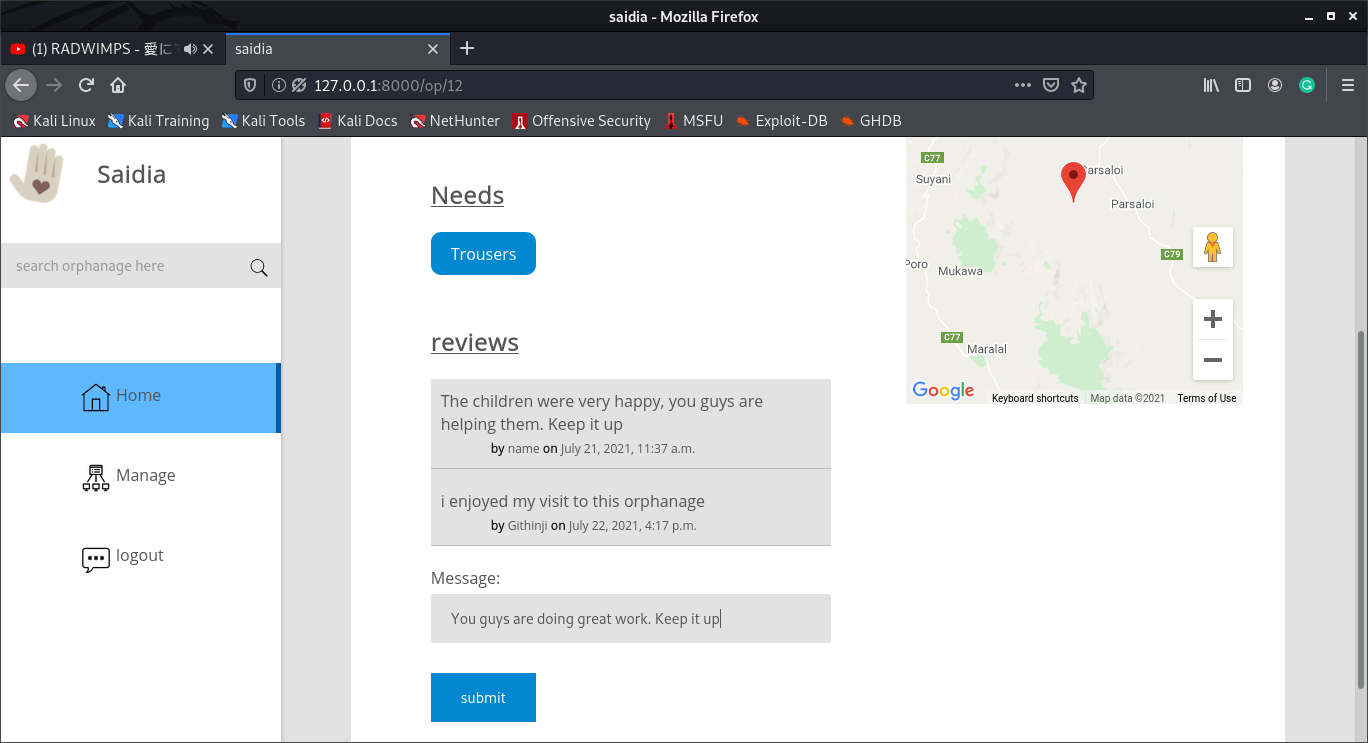 saidia - Mozilla Firefox
(1) RADWIMPS - 愛に
saidia
127.0.0.1:8000/op/12
Kali Linux Kali Training Kali Tools Kali Docs NetHunter Offensive Security MSFU Exploit-DB GHDB
Saidia
search orphanage here
Home
Manage
logout
Needs
Trousers
reviews
The children were very happy, you guys are
helping them. Keep it up
by name on July 21, 2021, 11:37 a.m.
i enjoyed my visit to this orphanage
by Githinji on July 22, 2021, 4:17 p.m.
Message:
You guys are doing great work. Keep it up
submit
C77
Suyani
Parsaloi
Parsaloi
C79
Poro
Mukawa
C77
Maralal
Google
Keyboard shortcuts Map data ©2021 Terms of Use